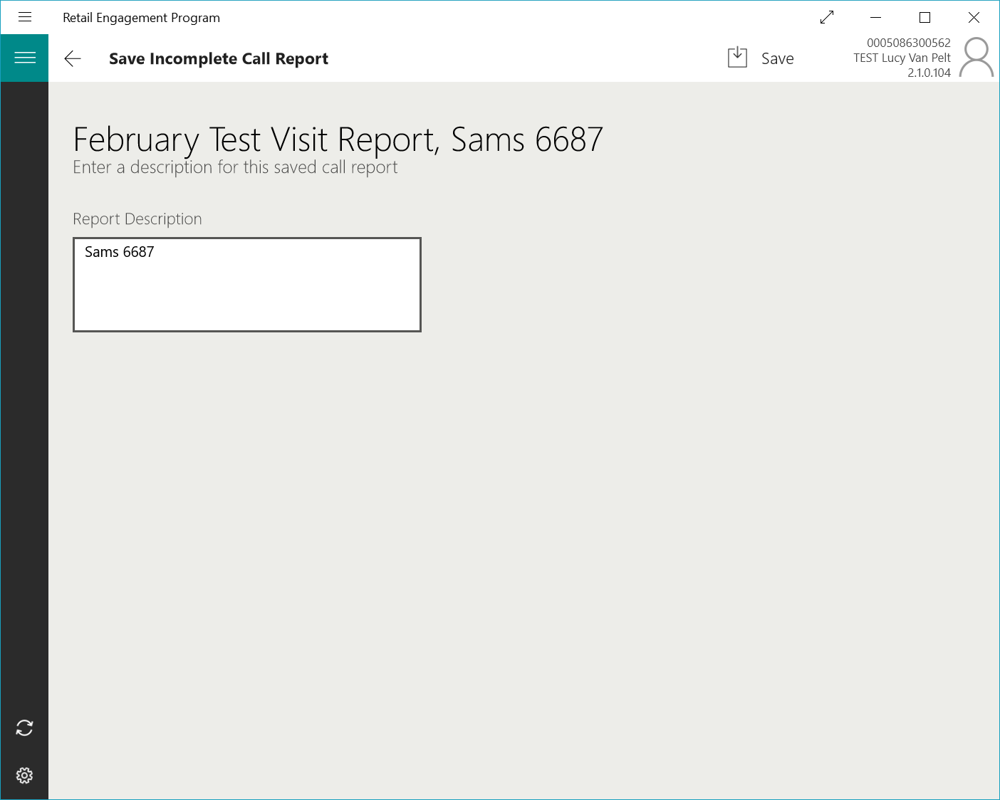 Retail Engagement Program
Save Incomplete Call Report
Save
0005086300562
TEST Lucy Van Pelt
2.1.0.104
February Test Visit Report, Sams 6687
Enter a description for this saved call report
Report Description
Sams 6687